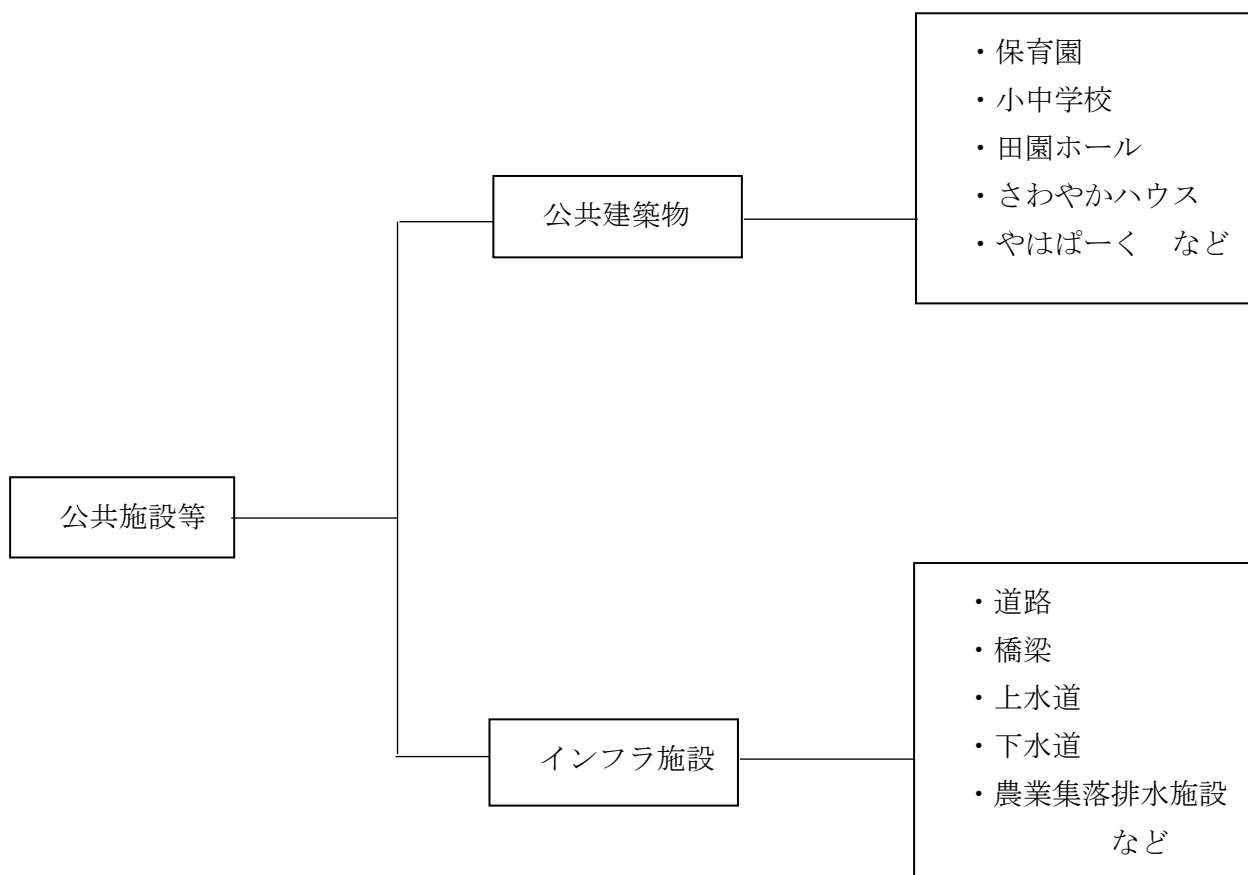 公共施設等
公共建築物
・保育園
・小中学校
・田園ホール
・さわやかハウス
・やはぱーく　など
インフラ施設
・道路
・橋梁
・上水道
・下水道
・農業集落排水施設
など